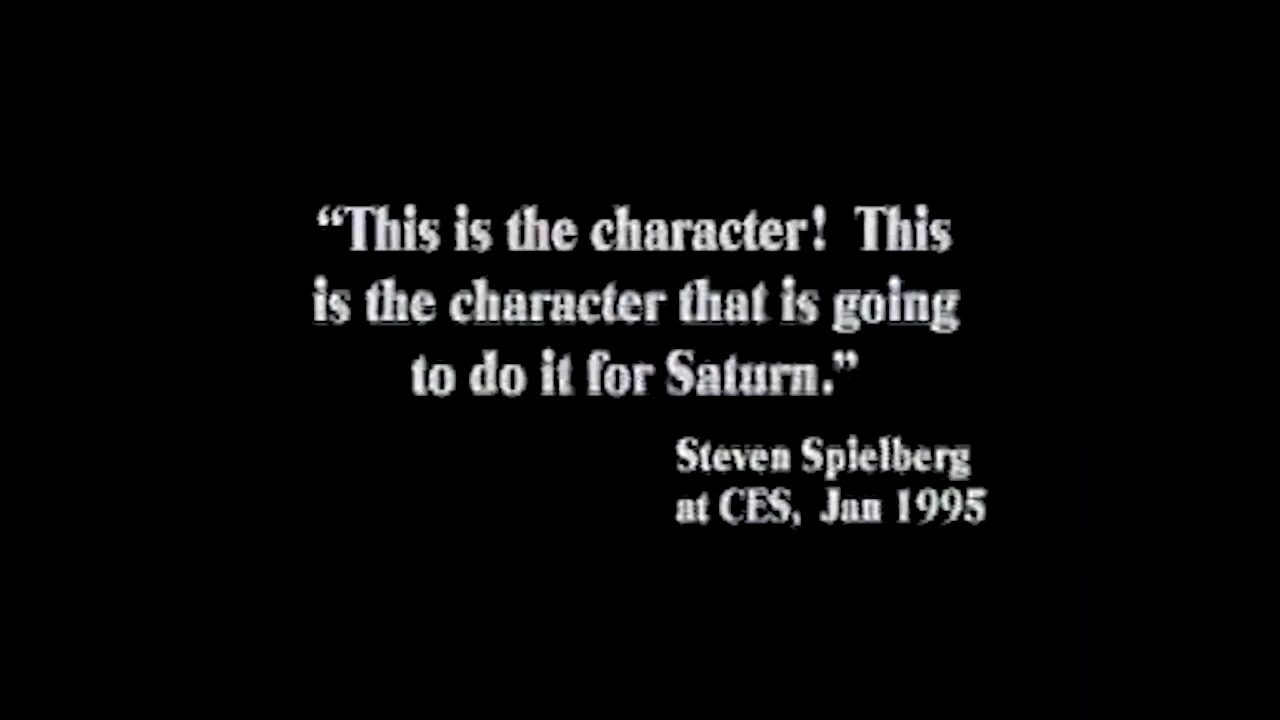 “This is the character!  This
is the character that is going
to do it for Saturn.”
Steven Spielberg
at CES,  Jan 1995